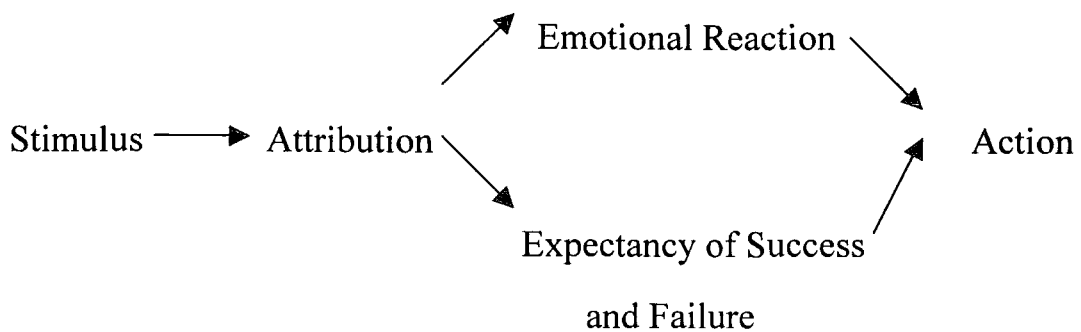 Emotional Reaction
Stimulus
Attribution
Action
Expectancy of Success
and Failure